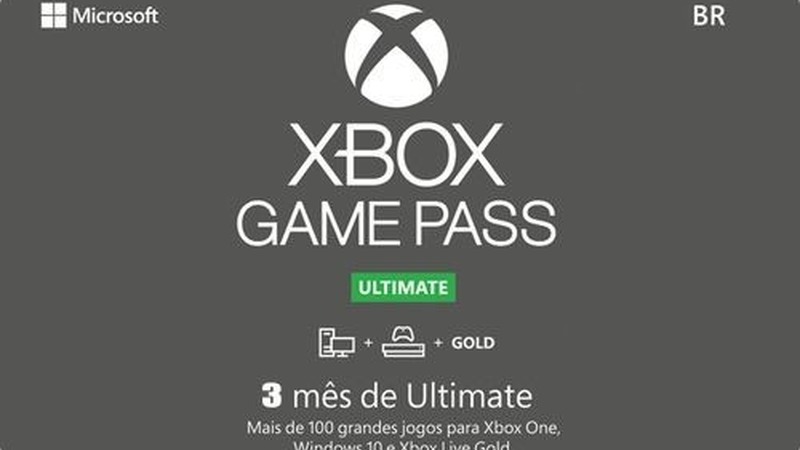 Microsoft
BR
XBOX
GAME PASS
ULTIMATE
+ + GOLD
3 mês de Ultimate
Mais de 100 grandes jogos para Xbox One,
Windows 10 e Xbox Live Gold.